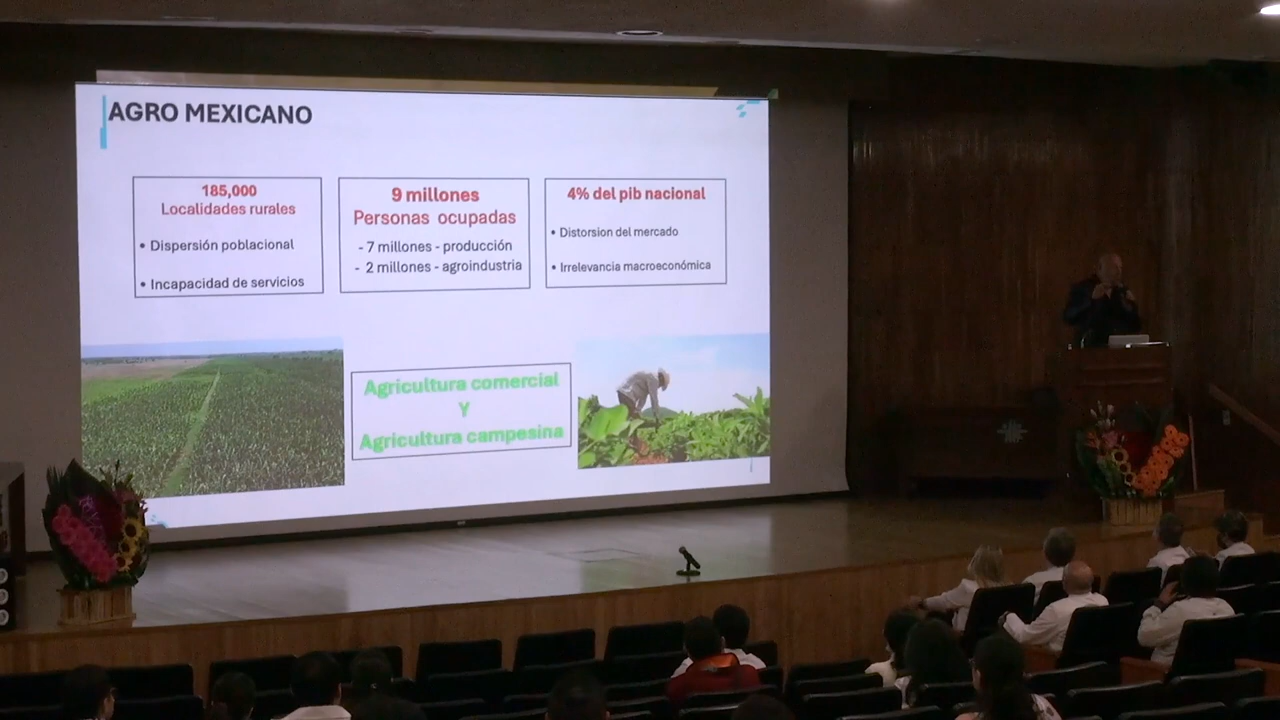 AGRO MEXICANO
185,000
Localidades rurales
• Dispersión poblacional
• Incapacidad de servicios
9 millones
Personas ocupadas
- 7 millones - producción
- 2 millones - agroindustria
4% del pib nacional
• Distorsion del mercado
• Irrelevancia macroeconómica
Agricultura comercial
Y
Agricultura campesina